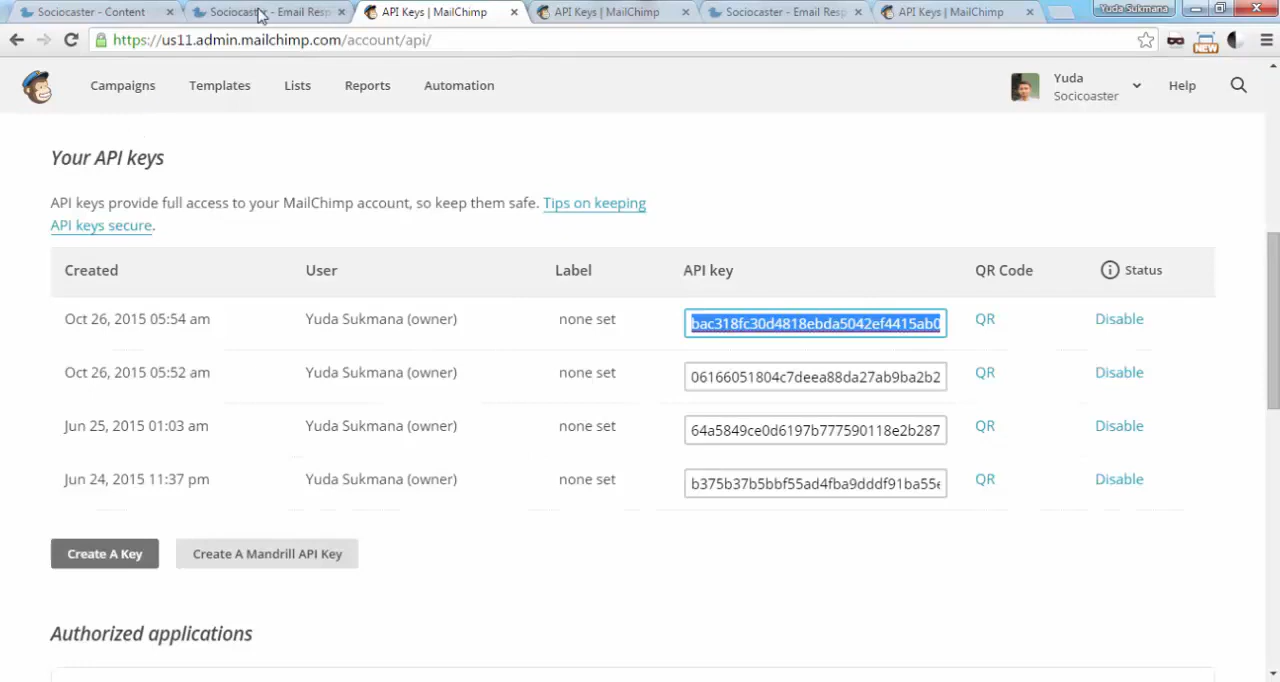 Sociocaster - Content
Sociocaster - Email Resp
API Keys | MailChimp
API Keys | MailChimp
Sociocaster - Email Resp
API Keys | MailChimp
Yuda Sukmana
https://us11.admin.mailchimp.com/account/api/
NEW
Campaigns
Templates
Lists
Reports
Automation
Yuda
Socicoaster
Help
Your API keys
API keys provide full access to your MailChimp account, so keep them safe. Tips on keeping
API keys secure.
Created User Label API key QR Code Status
Oct 26, 2015 05:54 am Yuda Sukmana (owner) none set bac318fc30d4818ebda5042ef4415ab0 QR Disable
Oct 26, 2015 05:52 am Yuda Sukmana (owner) none set 06166051804c7deea88da27ab9ba2b2 QR Disable
Jun 25, 2015 01:03 am Yuda Sukmana (owner) none set 64a5849ce0d6197b777590118e2b287 QR Disable
Jun 24, 2015 11:37 pm Yuda Sukmana (owner) none set b375b37b5bbf55ad4fba9dddf91ba55e QR Disable
Create A Key
Create A Mandrill API Key
Authorized applications